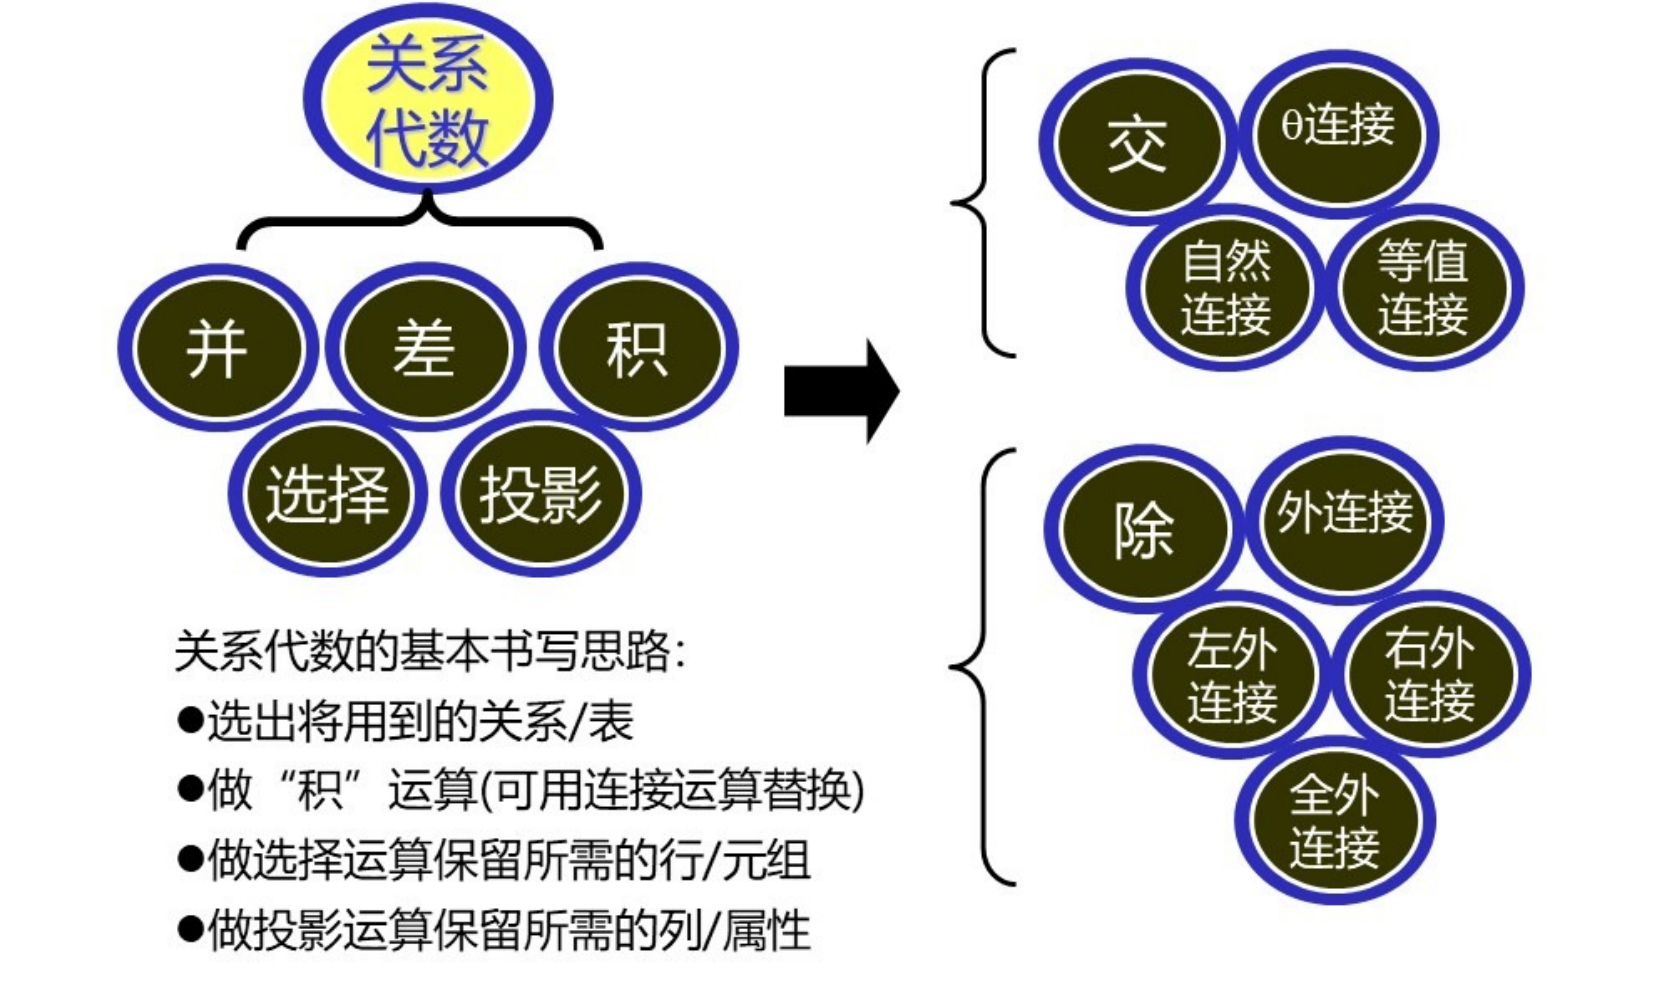 关系
代数
并
差
积
选择
投影
交
θ连接
自然
连接
等值
连接
除
外连接
左外
连接
右外
连接
全外
连接
关系代数的基本书写思路：
●选出将用到的关系/表
●做“积”运算(可用连接运算替换)
●做选择运算保留所需的行/元组
●做投影运算保留所需的列/属性